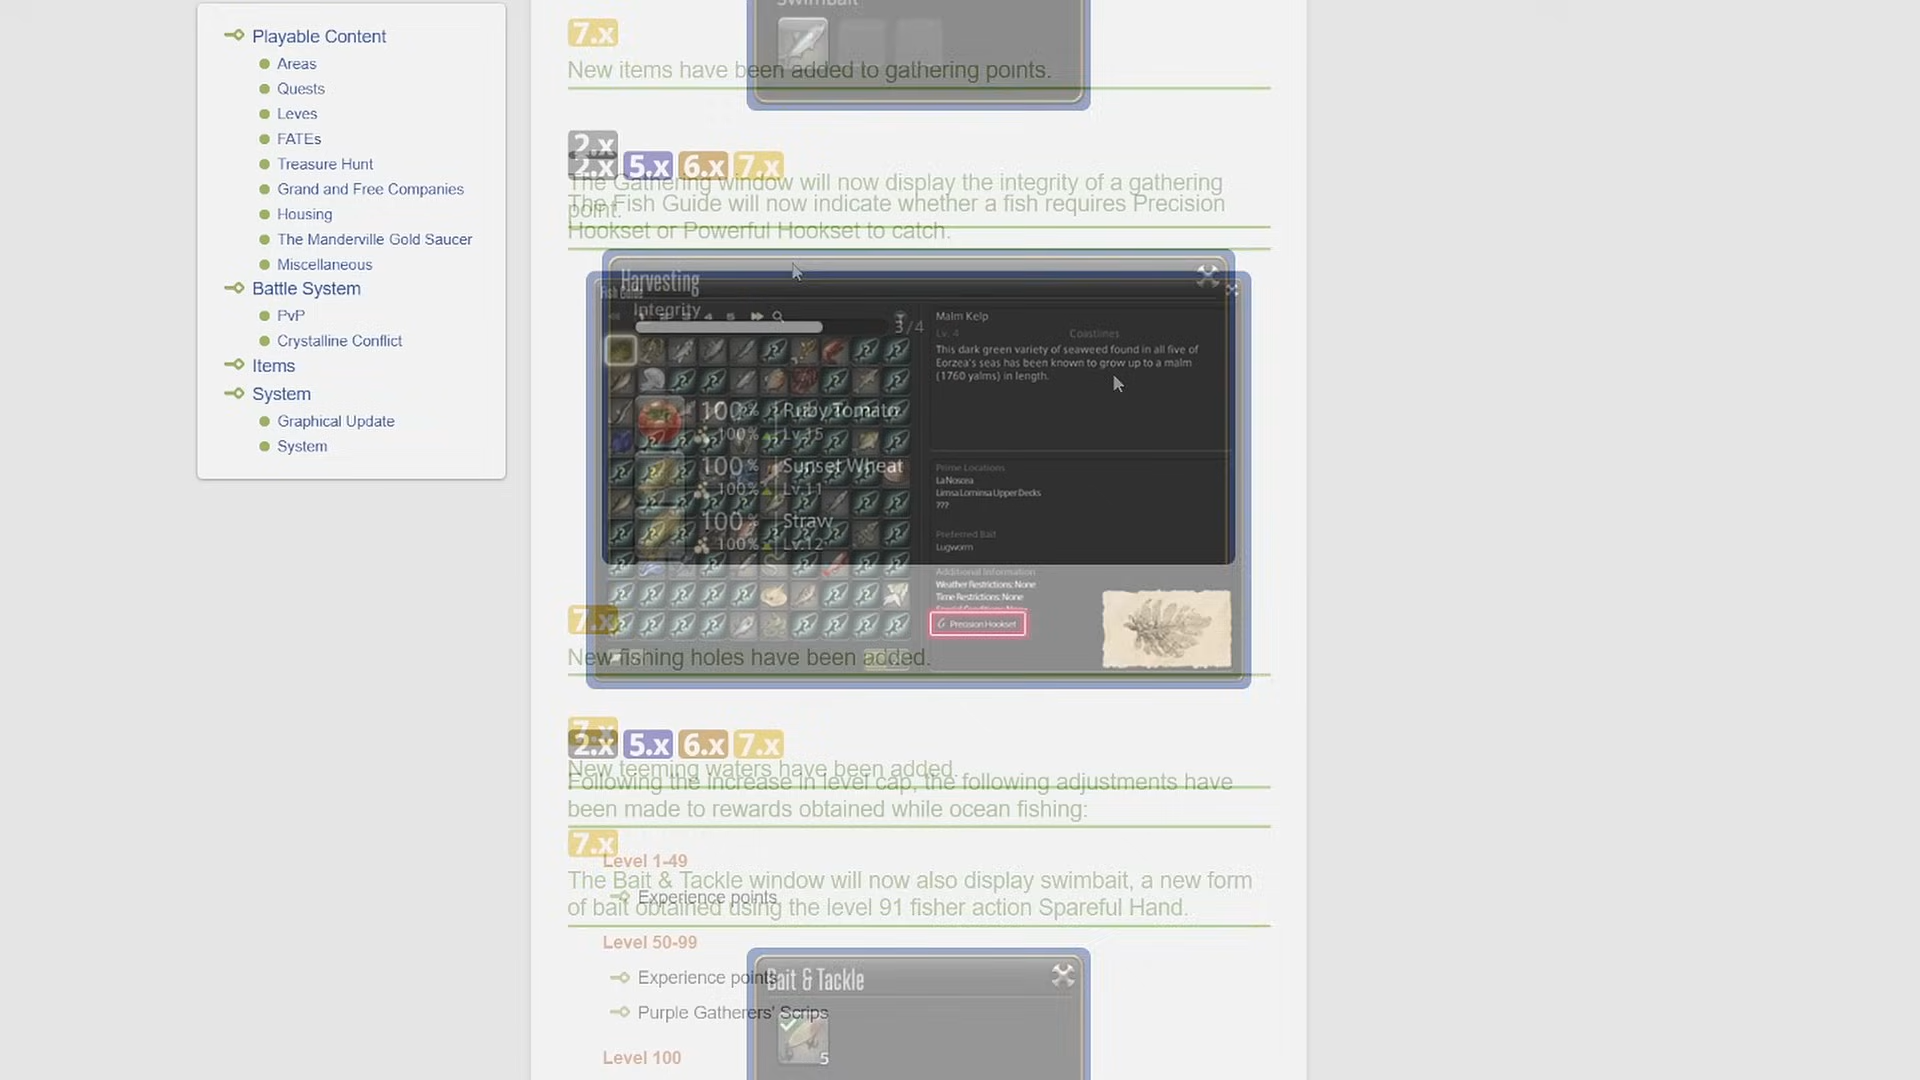 Playable Content
Areas
Quests
Leves
FATEs
Treasure Hunt
Grand and Free Companies
Housing
The Manderville Gold Saucer
Miscellaneous
Battle System
PvP
Crystalline Conflict
Items
System
Graphical Update
System
7.x
New items have been added to gathering points.
2.x
2.x 5.x 6.x 7.x
The Gathering window will now display the integrity of a gathering
point.
The Fish Guide will now indicate whether a fish requires Precision
Hookset or Powerful Hookset to catch.
Harvesting
Fish Guide
Integrity
4 5
3/4
100% Ruby Tomato
100% Lv.15
100% Sunset Wheat
100% Lv.11
100% Straw
100% Lv.12
Malm Kelp
Lv. 4 Coastlines
This dark green variety of seaweed found in all five of
Eorzea's seas has been known to grow up to a malm
(1760 yalms) in length.
Prime Locations
La Noscea
Limsa Lominsa Upper Decks
???
Preferred Bait
Lugworm
Additional Information
Weather Restrictions: None
Time Restrictions: None
Special Conditions: None
Precision Hookset
7.x
New fishing holes have been added.
7.x
2.x 5.x 6.x 7.x
New teeming waters have been added.
Following the increase in level cap, the following adjustments have
been made to rewards obtained while ocean fishing:
7.x
Level 1-49
The Bait & Tackle window will now also display swimbait, a new form
Experience points
of bait obtained using the level 91 fisher action Spareful Hand.
Level 50-99
Experience points
Purple Gatherers' Scrips
Bait & Tackle
5
Level 100